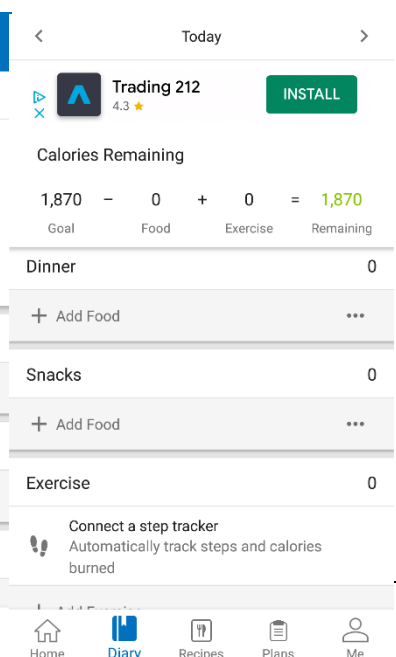 Today
Trading 212
4.3
INSTALL
Calories Remaining
1,870 − 0 + 0 = 1,870
Goal Food Exercise Remaining
Dinner 0
+ Add Food
Snacks 0
+ Add Food
Exercise 0
Connect a step tracker
Automatically track steps and calories
burned
Add Exercise
Home Diary Recipes Plans Me